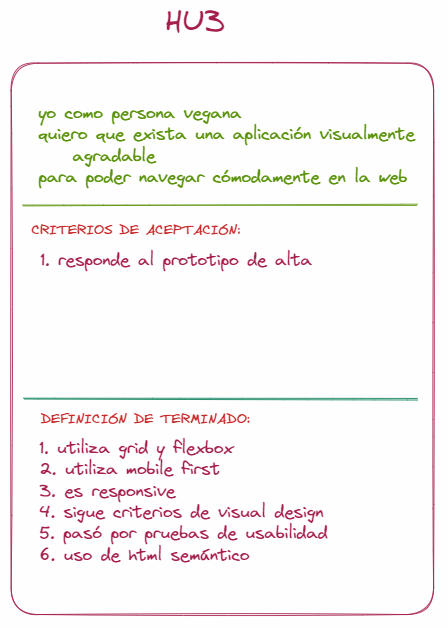 HU3
yo como persona vegana
quiero que exista una aplicación visualmente
agradable
para poder navegar cómodamente en la web
CRITERIOS DE ACEPTACIÓN:
1. responde al prototipo de alta
DEFINICIÓN DE TERMINADO:
1. utiliza grid y flexbox
2. utiliza mobile first
3. es responsive
4. sigue criterios de visual design
5. pasó por pruebas de usabilidad
6. uso de html semántico